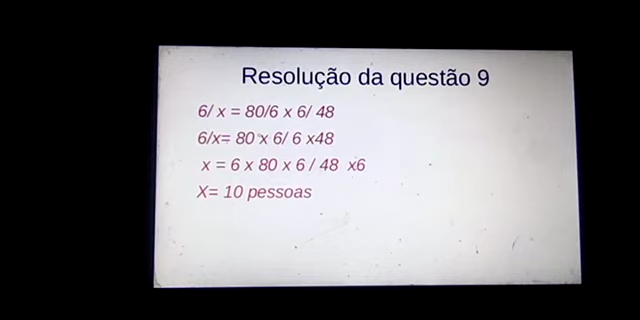 Resolução da questão 9
6/ x = 80/6 x 6/ 48
6/x= 80 x 6/ 6 x48
x = 6 x 80 x 6 / 48 x6
X= 10 pessoas